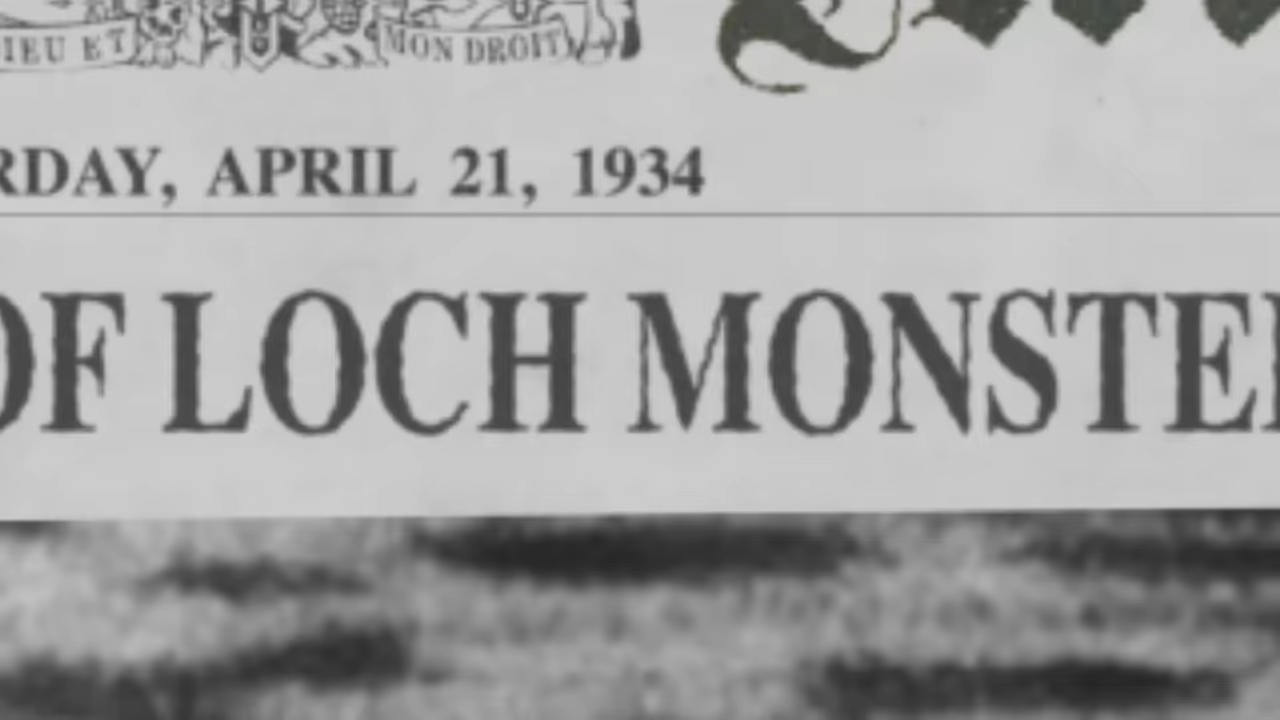 IEU ET MON DROIT
RDAY, APRIL 21, 1934
OF LOCH MONSTE